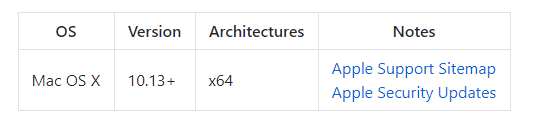 OS Version Architectures Notes
Mac OS X 10.13+ x64 Apple Support Sitemap
Apple Security Updates